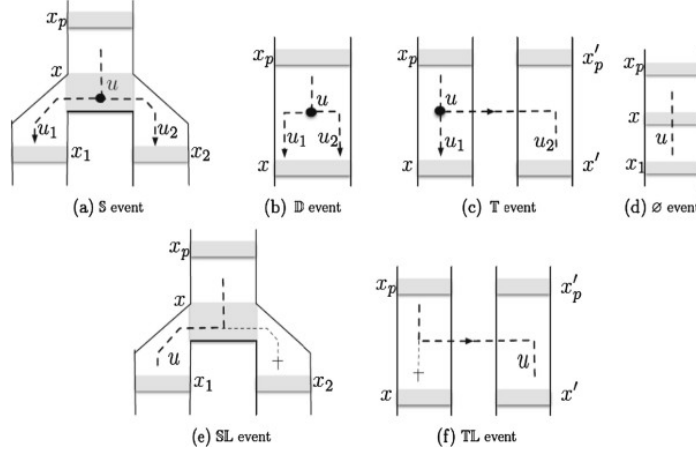 x_p
x
u
u_1
u_2
x_1
x_2
(a) 𝕊 event
x_p
u
u_1
u_2
x
(b) 𝔻 event
x_p
x'_p
u
u_1
u_2
x
x'
(c) 𝕋 event
x_p
x
u
x_1
(d) ∅ event
x_p
x
u
x_1
x_2
(e) 𝕊𝕃 event
x_p
x'_p
u
x
x'
(f) 𝕋𝕃 event